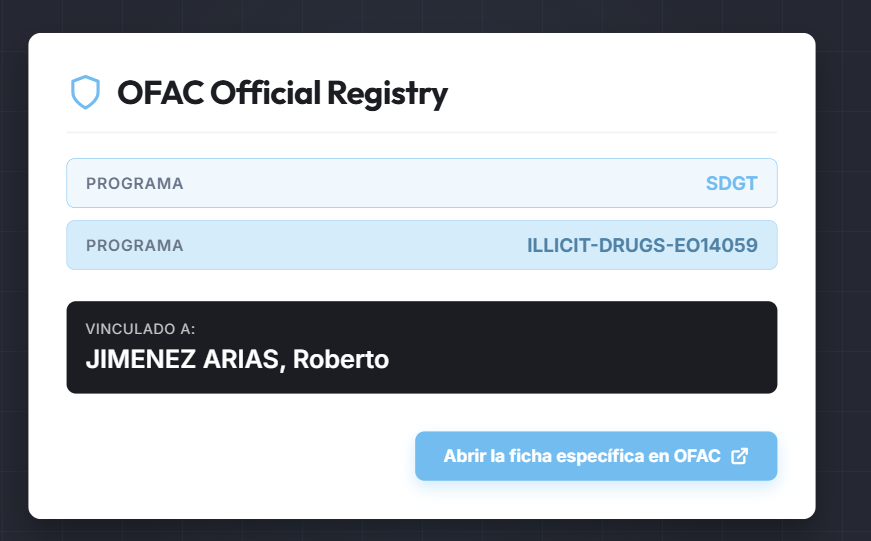 OFAC Official Registry
PROGRAMA SDGT
PROGRAMA ILLICIT-DRUGS-EO14059
VINCULADO A:
JIMENEZ ARIAS, Roberto
Abrir la ficha específica en OFAC